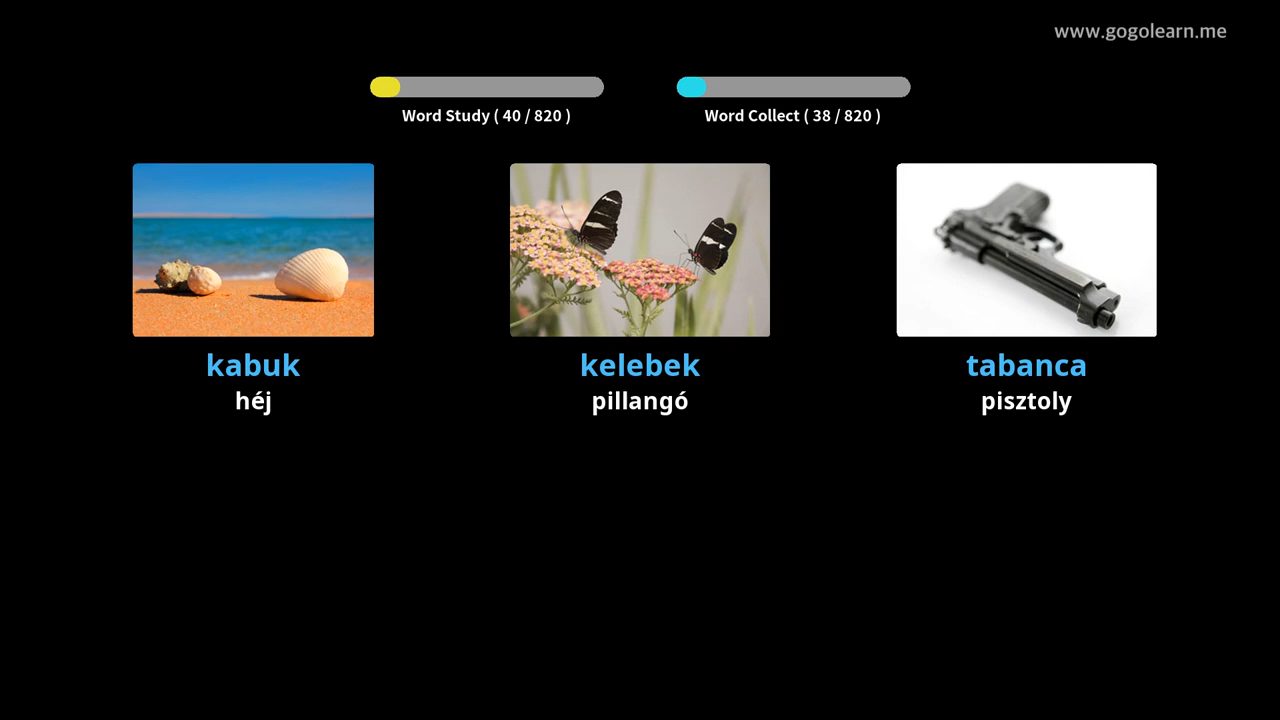 www.gogolearn.me
Word Study ( 40 / 820 )
Word Collect ( 38 / 820 )
kabuk
héj
kelebek
pillangó
tabanca
pisztoly